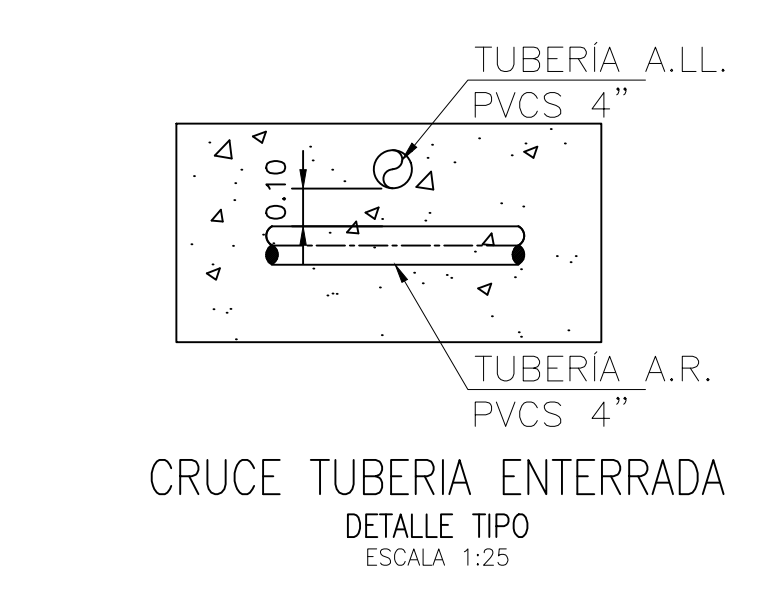 TUBERÍA A.LL.
PVCS 4”
0.10
TUBERÍA A.R.
PVCS 4”
CRUCE TUBERIA ENTERRADA
DETALLE TIPO
ESCALA 1:25